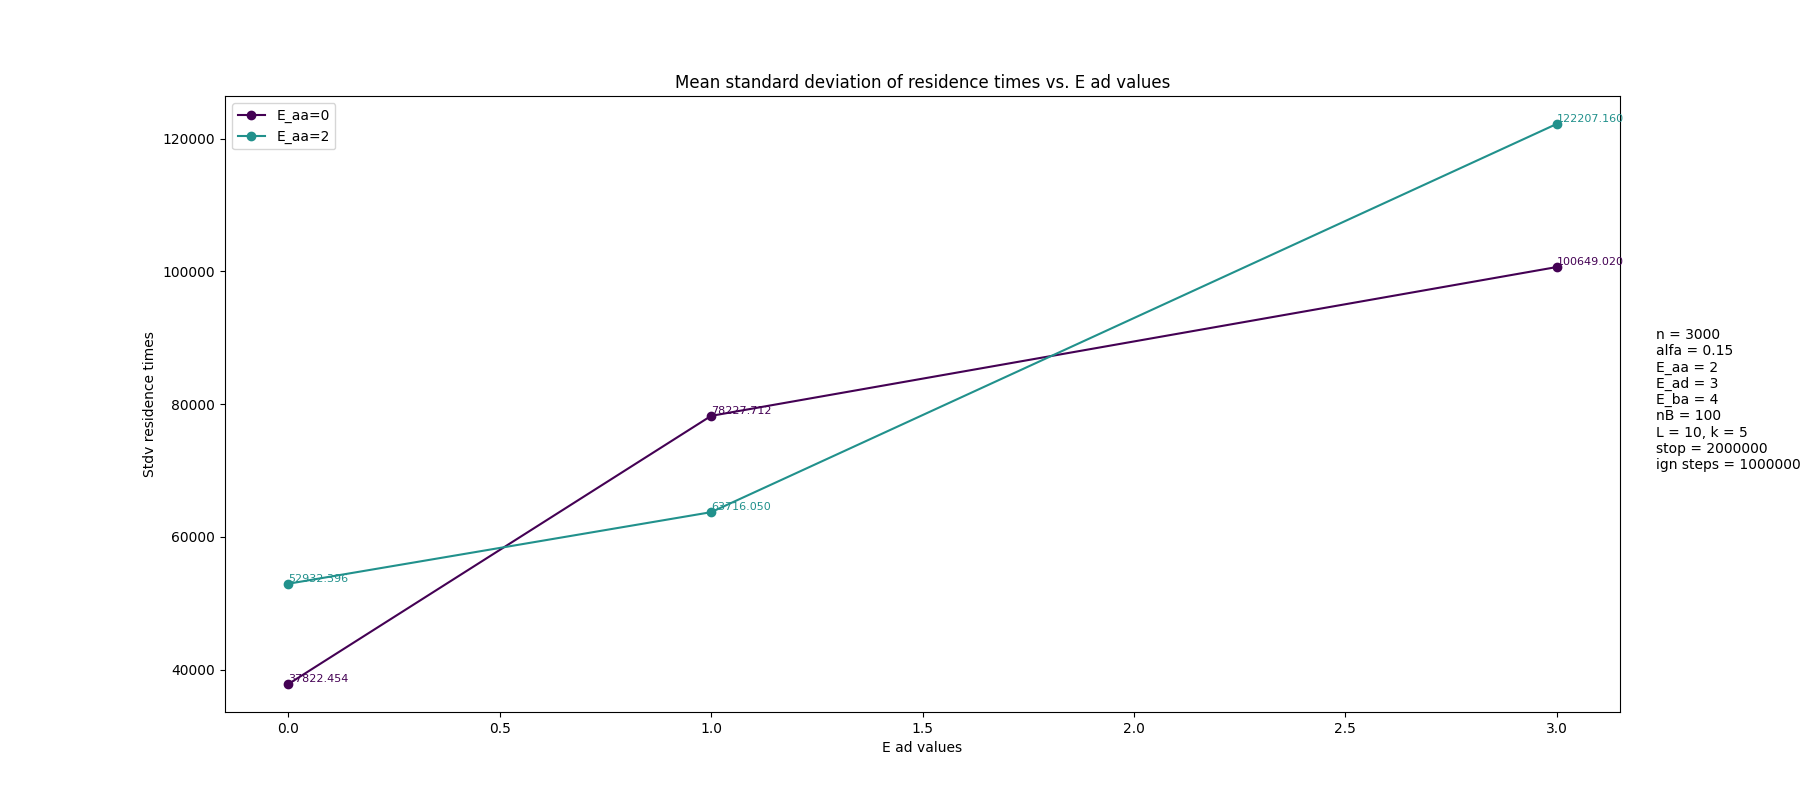 Mean standard deviation of residence times vs. E ad values
E_aa=0
E_aa=2
122207.160
100649.020
78227.712
63716.050
52932.396
37822.454
120000
100000
80000
60000
40000
Stdv residence times
0.0 0.5 1.0 1.5 2.0 2.5 3.0
E ad values
n = 3000
alfa = 0.15
E_aa = 2
E_ad = 3
E_ba = 4
nB = 100
L = 10, k = 5
stop = 2000000
ign steps = 1000000